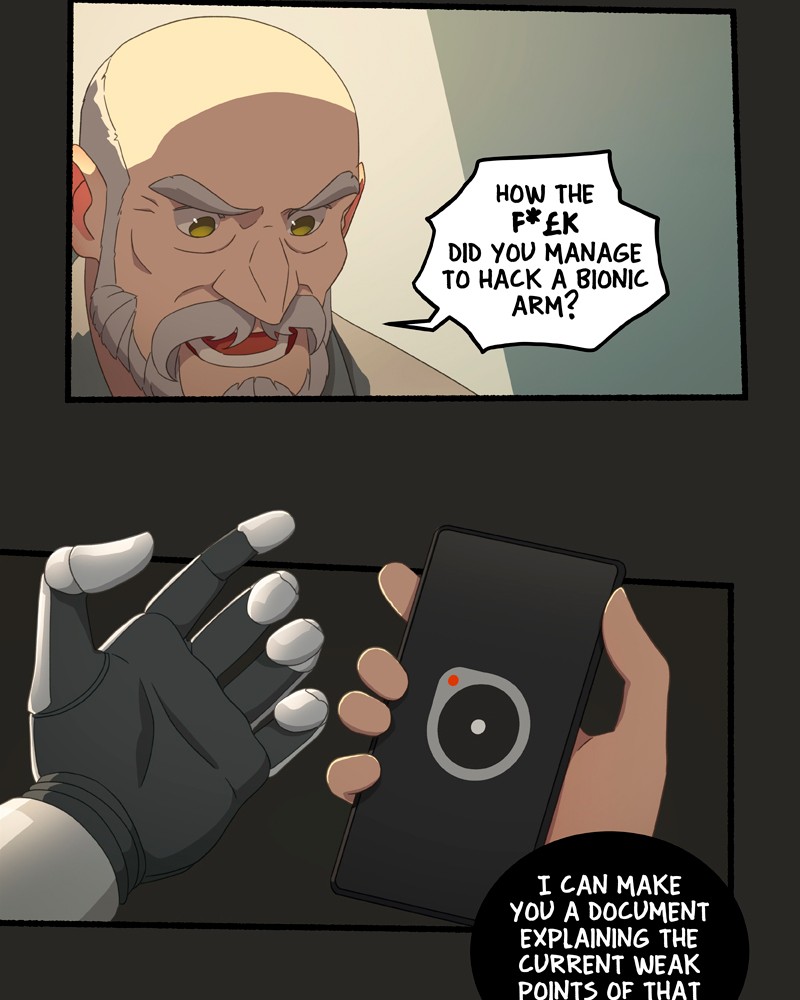 HOW THE
F*£K
DID YOU MANAGE
TO HACK A BIONIC
ARM?
I CAN MAKE
YOU A DOCUMENT
EXPLAINING THE
CURRENT WEAK
POINTS OF THAT